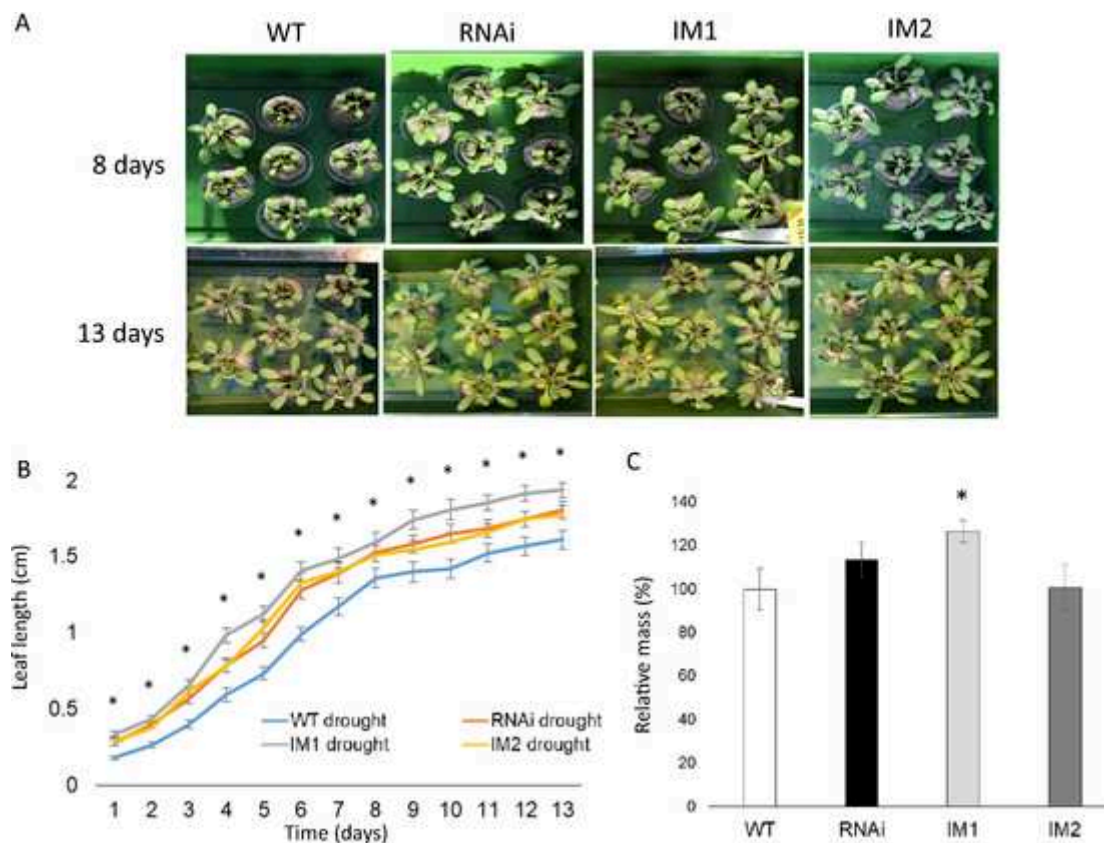 A
WT RNAi IM1 IM2
8 days
13 days
B
Leaf length (cm)
2
1.5
1
0.5
0
* * * * * * * * * * * * *
WT drought RNAi drought
IM1 drought IM2 drought
1 2 3 4 5 6 7 8 9 10 11 12 13
Time (days)
C
Relative mass (%)
140
120
100
80
60
40
20
0
*
WT RNAi IM1 IM2